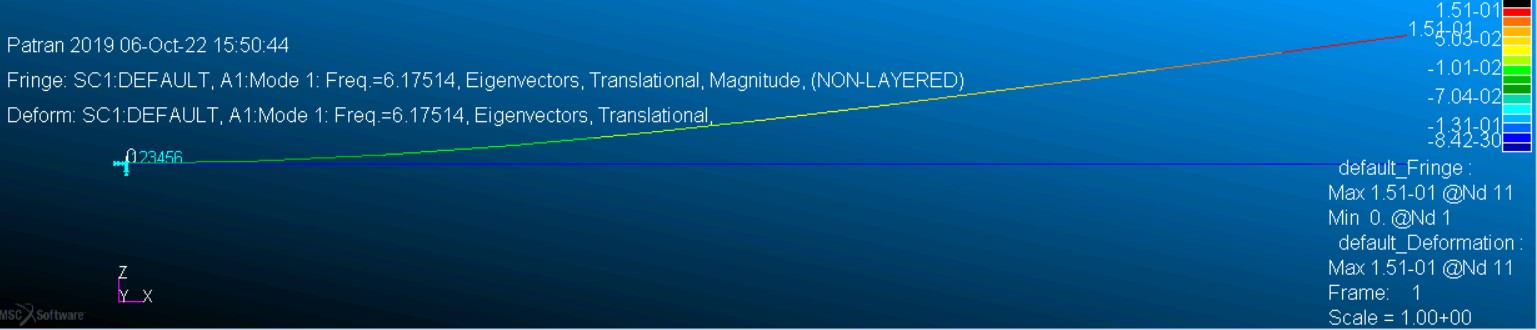 Patran 2019 06-Oct-22 15:50:44
Fringe: SC1:DEFAULT, A1:Mode 1: Freq.=6.17514, Eigenvectors, Translational, Magnitude, (NON-LAYERED)
Deform: SC1:DEFAULT, A1:Mode 1: Freq.=6.17514, Eigenvectors, Translational,
1.51-01
1.51-01
5.03-02
-1.01-02
-7.04-02
-1.31-01
-8.42-30
123456
default_Fringe :
Max 1.51-01 @Nd 11
Min 0. @Nd 1
default_Deformation :
Max 1.51-01 @Nd 11
Frame: 1
Scale = 1.00+00
Z
Y X
MSC Software